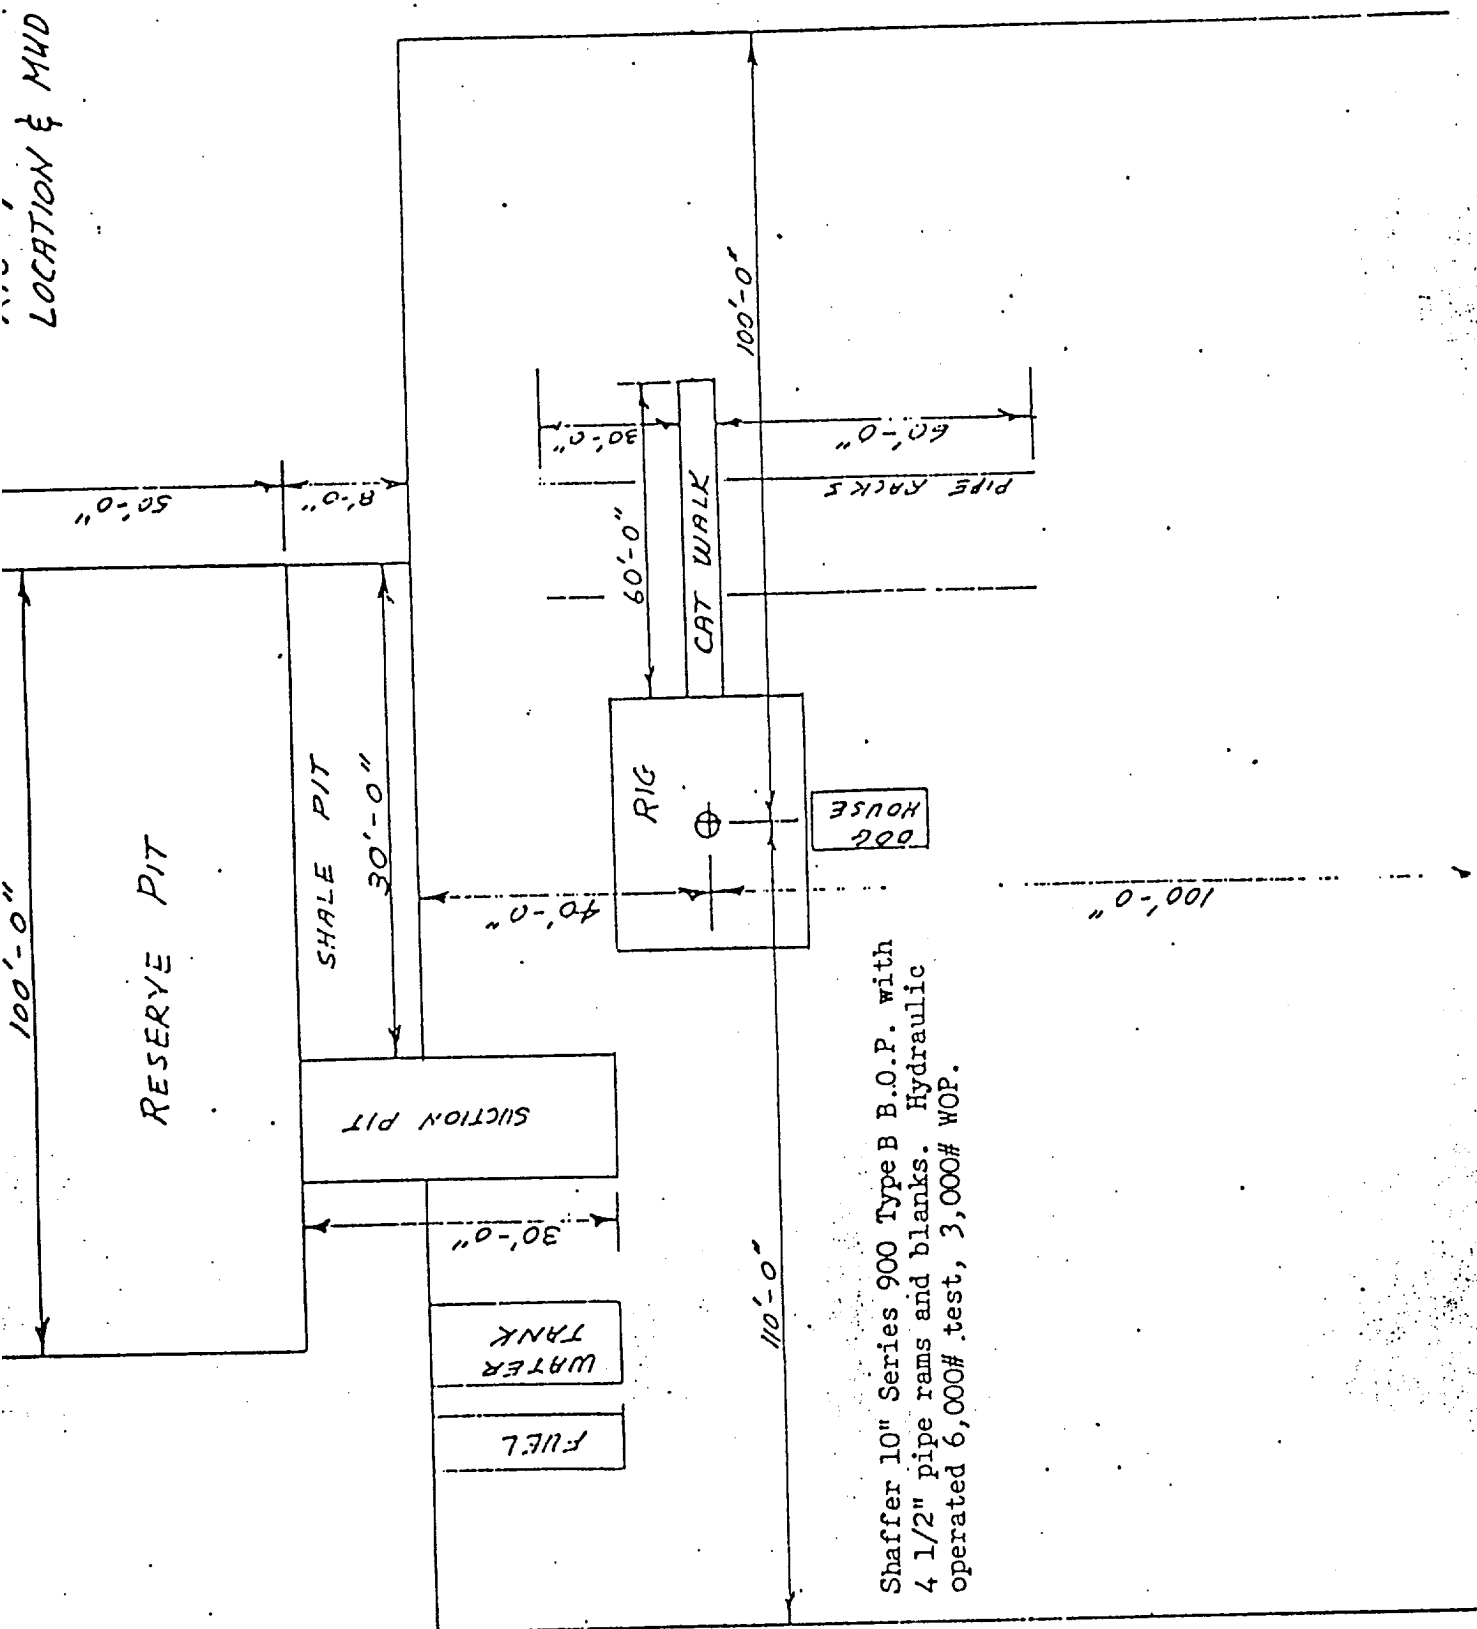 LOCATION & MUD
100'-0"
50'-0"
8'-0"
RESERVE PIT
SHALE PIT
30'-0"
SUCTION PIT
30'-0"
WATER
TANK
FUEL
40'-0"
RIG
60'-0"
CAT WALK
30'-0"
60'-0"
PIPE RACKS
100'-0"
DOG
HOUSE
110'-0"
100'-0"
Shaffer 10" Series 900 Type B B.O.P. with
4 1/2" pipe rams and blanks. Hydraulic
operated 6,000# test, 3,000# WOP.